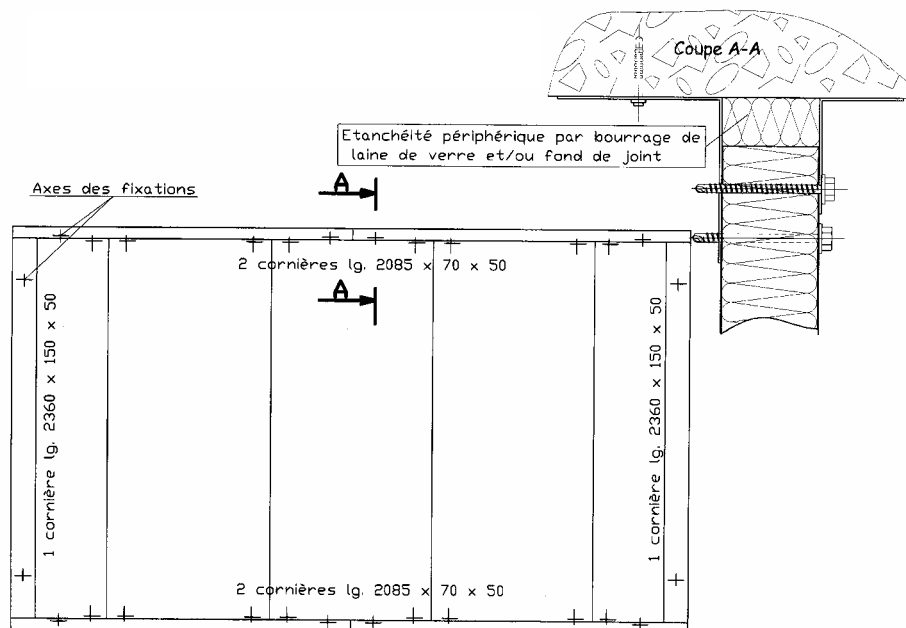 Coupe A-A
Etanchéité périphérique par bourrage de
laine de verre et/ou fond de joint
Axes des fixations
A
2 cornières lg. 2085 x 70 x 50
A
1 cornière lg. 2360 x 150 x 50
1 cornière lg. 2360 x 150 x 50
2 cornières lg. 2085 x 70 x 50